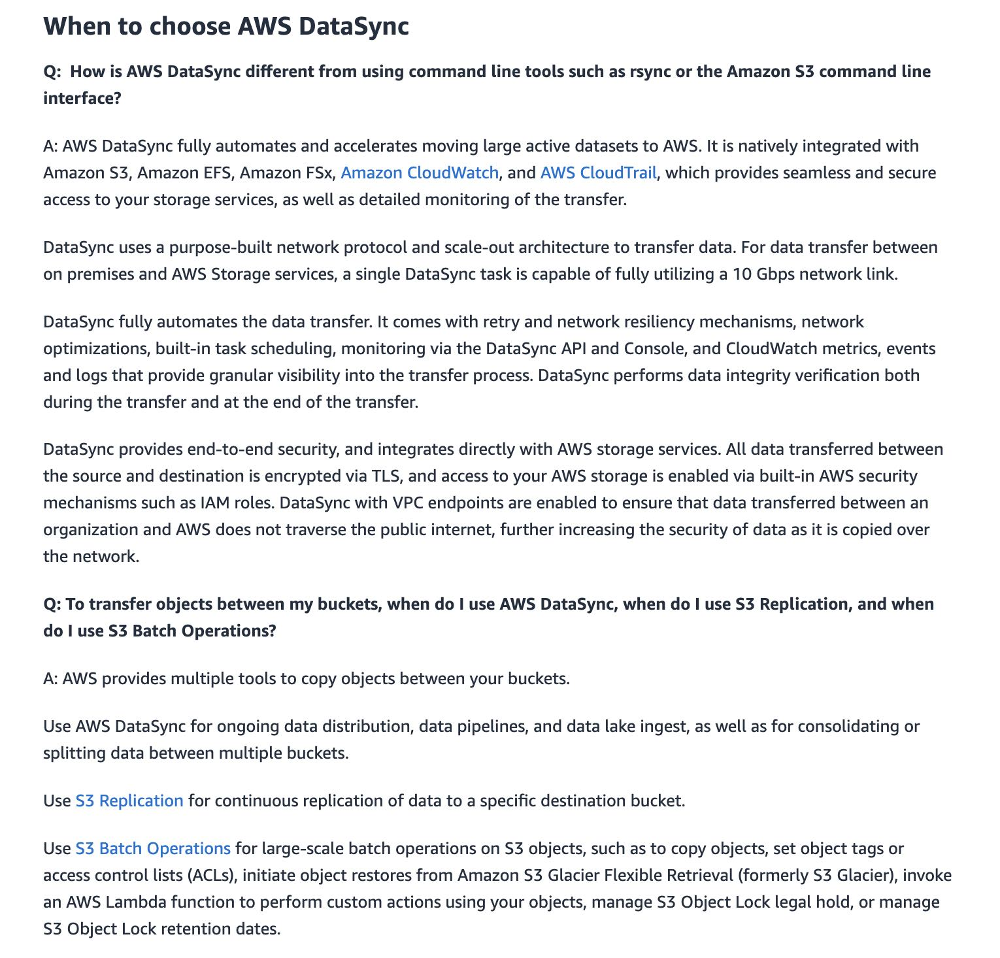 When to choose AWS DataSync
Q:  How is AWS DataSync different from using command line tools such as rsync or the Amazon S3 command line
interface?
A: AWS DataSync fully automates and accelerates moving large active datasets to AWS. It is natively integrated with
Amazon S3, Amazon EFS, Amazon FSx, Amazon CloudWatch, and AWS CloudTrail, which provides seamless and secure
access to your storage services, as well as detailed monitoring of the transfer.
DataSync uses a purpose-built network protocol and scale-out architecture to transfer data. For data transfer between
on premises and AWS Storage services, a single DataSync task is capable of fully utilizing a 10 Gbps network link.
DataSync fully automates the data transfer. It comes with retry and network resiliency mechanisms, network
optimizations, built-in task scheduling, monitoring via the DataSync API and Console, and CloudWatch metrics, events
and logs that provide granular visibility into the transfer process. DataSync performs data integrity verification both
during the transfer and at the end of the transfer.
DataSync provides end-to-end security, and integrates directly with AWS storage services. All data transferred between
the source and destination is encrypted via TLS, and access to your AWS storage is enabled via built-in AWS security
mechanisms such as IAM roles. DataSync with VPC endpoints are enabled to ensure that data transferred between an
organization and AWS does not traverse the public internet, further increasing the security of data as it is copied over
the network.
Q: To transfer objects between my buckets, when do I use AWS DataSync, when do I use S3 Replication, and when
do I use S3 Batch Operations?
A: AWS provides multiple tools to copy objects between your buckets.
Use AWS DataSync for ongoing data distribution, data pipelines, and data lake ingest, as well as for consolidating or
splitting data between multiple buckets.
Use S3 Replication for continuous replication of data to a specific destination bucket.
Use S3 Batch Operations for large-scale batch operations on S3 objects, such as to copy objects, set object tags or
access control lists (ACLs), initiate object restores from Amazon S3 Glacier Flexible Retrieval (formerly S3 Glacier), invoke
an AWS Lambda function to perform custom actions using your objects, manage S3 Object Lock legal hold, or manage
S3 Object Lock retention dates.